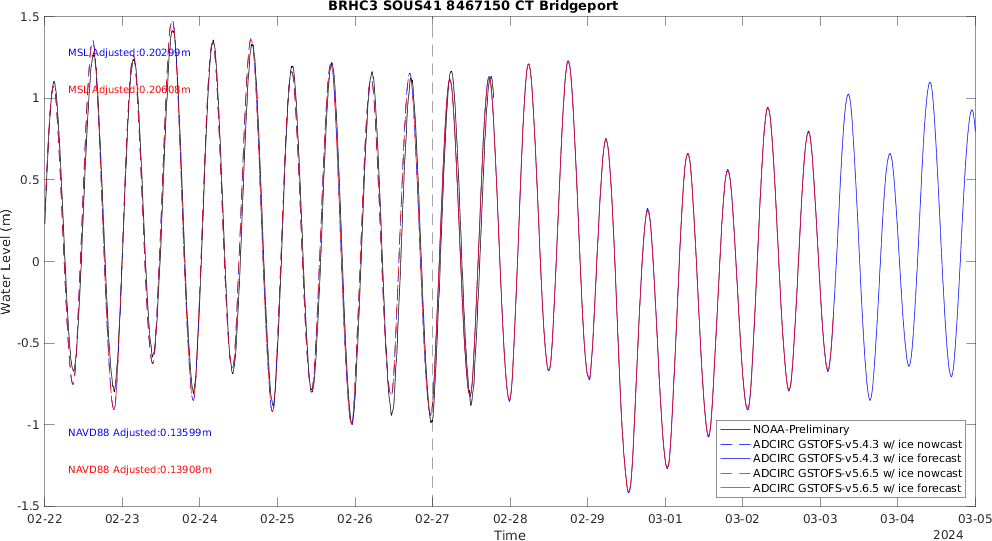 BRHC3 SOUS41 8467150 CT Bridgeport
1.5
1
0.5
0
-0.5
-1
-1.5
Water Level (m)
MSL Adjusted:0.20299m
MSL Adjusted:0.20608m
NAVD88 Adjusted:0.13599m
NAVD88 Adjusted:0.13908m
NOAA-Preliminary
ADCIRC GSTOFS-v5.4.3 w/ ice nowcast
ADCIRC GSTOFS-v5.4.3 w/ ice forecast
ADCIRC GSTOFS-v5.6.5 w/ ice nowcast
ADCIRC GSTOFS-v5.6.5 w/ ice forecast
02-22 02-23 02-24 02-25 02-26 02-27 02-28 02-29 03-01 03-02 03-03 03-04 03-05
Time
2024